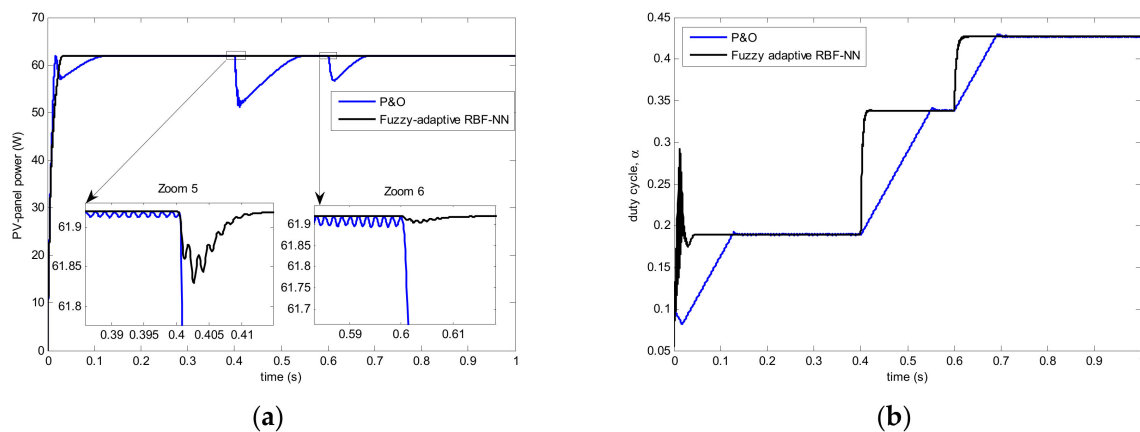 70
60
50
40
30
20
10
0
PV-panel power (W)
P&O
Fuzzy-adaptive RBF-NN
Zoom 5
61.9
61.85
61.8
0.39 0.395 0.4 0.405 0.41
Zoom 6
61.9
61.8
61.7
0.59 0.6 0.61
0 0.1 0.2 0.3 0.4 0.5 0.6 0.7 0.8 0.9 1
time (s)
(a)
0.45
0.4
0.35
0.3
0.25
0.2
0.15
0.1
0.05
duty cycle, α
P&O
Fuzzy adaptive RBF-NN
0 0.1 0.2 0.3 0.4 0.5 0.6 0.7 0.8 0.9
time (s)
(b)